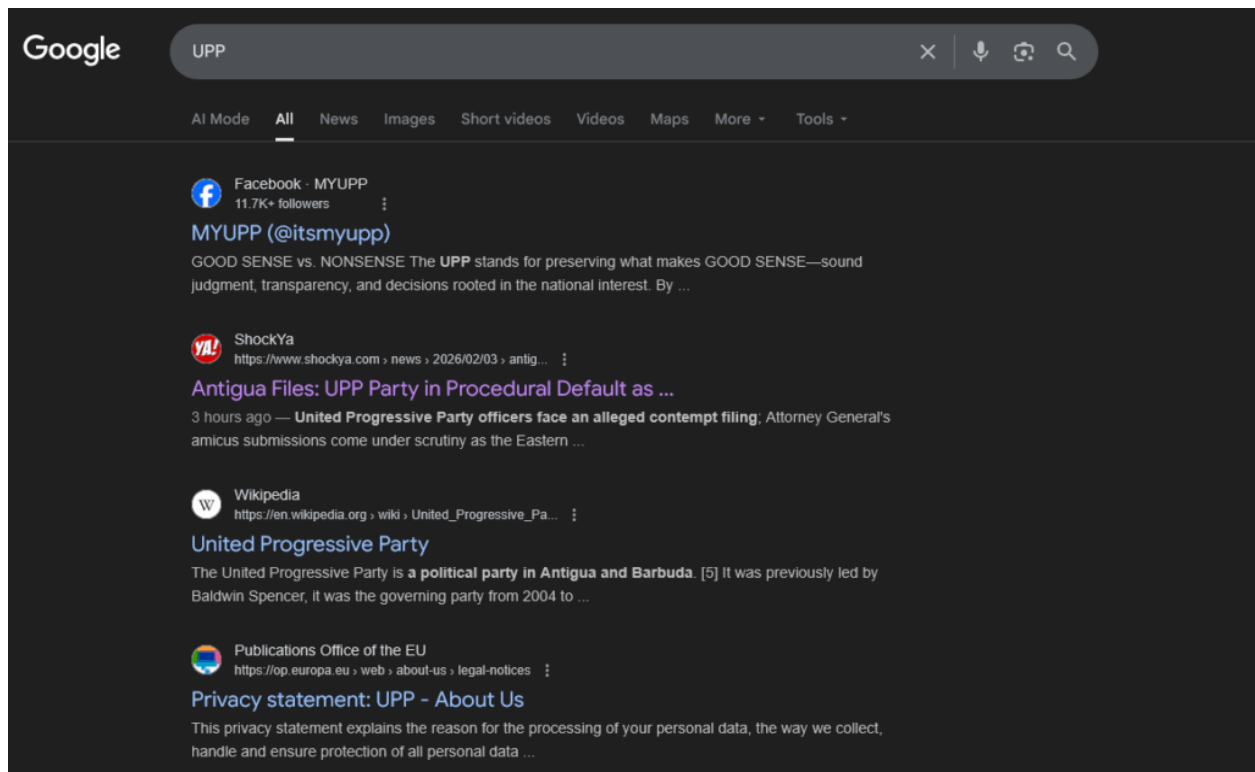 Google
UPP
AI Mode All News Images Short videos Videos Maps More Tools
Facebook · MYUPP
11.7K+ followers
MYUPP (@itsmyupp)
GOOD SENSE vs. NONSENSE The UPP stands for preserving what makes GOOD SENSE—sound
judgment, transparency, and decisions rooted in the national interest. By ...
YA!
ShockYa
https://www.shockya.com › news › 2026/02/03 › antig...
Antigua Files: UPP Party in Procedural Default as ...
3 hours ago — United Progressive Party officers face an alleged contempt filing; Attorney General's
amicus submissions come under scrutiny as the Eastern ...
W
Wikipedia
https://en.wikipedia.org › wiki › United_Progressive_Pa...
United Progressive Party
The United Progressive Party is a political party in Antigua and Barbuda. [5] It was previously led by
Baldwin Spencer, it was the governing party from 2004 to ...
Publications Office of the EU
https://op.europa.eu › web › about-us › legal-notices
Privacy statement: UPP - About Us
This privacy statement explains the reason for the processing of your personal data, the way we collect,
handle and ensure protection of all personal data ...